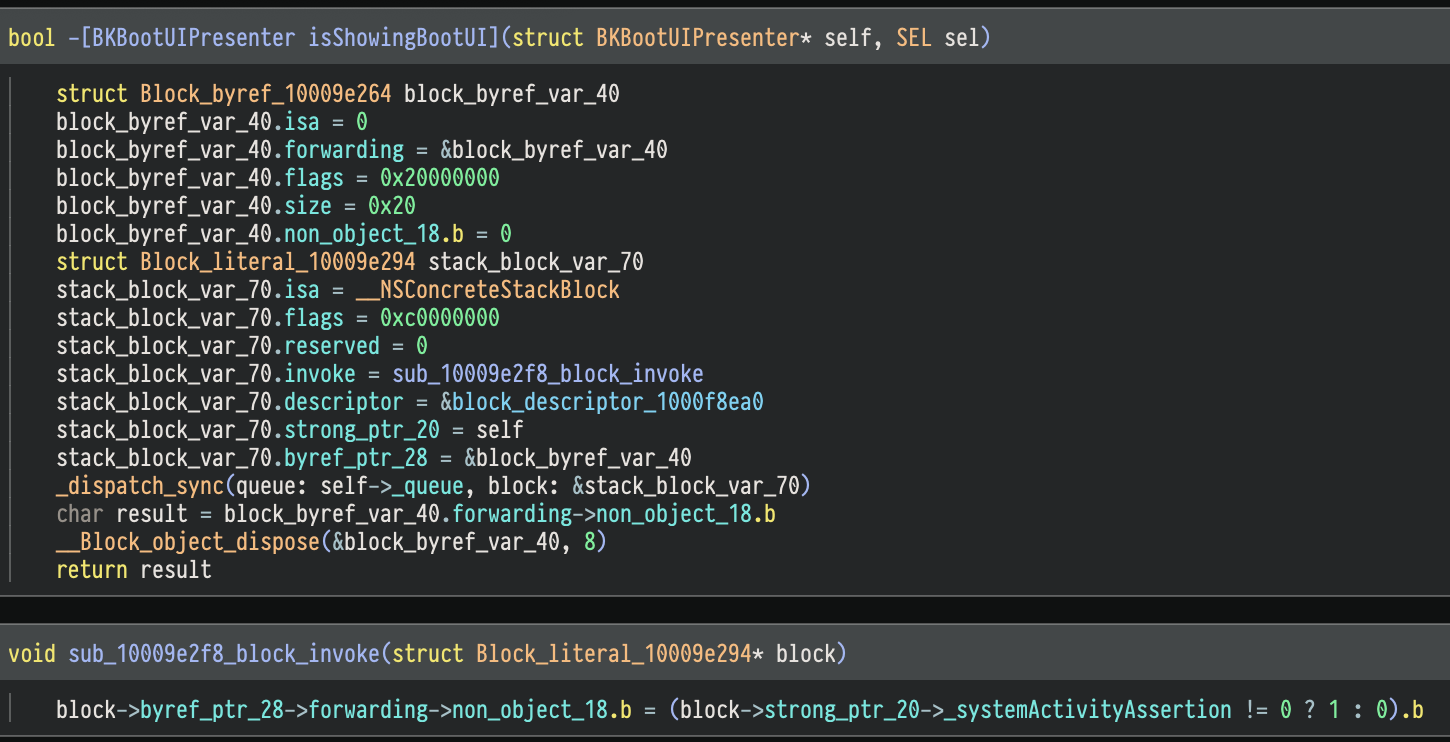 bool -[BKBootUIPresenter isShowingBootUI](struct BKBootUIPresenter* self, SEL sel)
struct Block_byref_10009e264 block_byref_var_40
block_byref_var_40.isa = 0
block_byref_var_40.forwarding = &block_byref_var_40
block_byref_var_40.flags = 0x20000000
block_byref_var_40.size = 0x20
block_byref_var_40.non_object_18.b = 0
struct Block_literal_10009e294 stack_block_var_70
stack_block_var_70.isa = __NSConcreteStackBlock
stack_block_var_70.flags = 0xc0000000
stack_block_var_70.reserved = 0
stack_block_var_70.invoke = sub_10009e2f8_block_invoke
stack_block_var_70.descriptor = &block_descriptor_1000f8ea0
stack_block_var_70.strong_ptr_20 = self
stack_block_var_70.byref_ptr_28 = &block_byref_var_40
_dispatch_sync(queue: self->_queue, block: &stack_block_var_70)
char result = block_byref_var_40.forwarding->non_object_18.b
__Block_object_dispose(&block_byref_var_40, 8)
return result
void sub_10009e2f8_block_invoke(struct Block_literal_10009e294* block)
block->byref_ptr_28->forwarding->non_object_18.b = (block->strong_ptr_20->_systemActivityAssertion != 0 ? 1 : 0).b